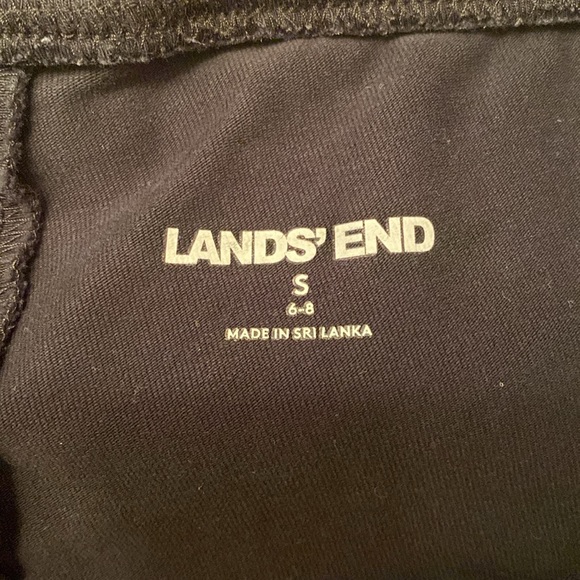 LANDS' END
S
6-8
MADE IN SRI LANKA